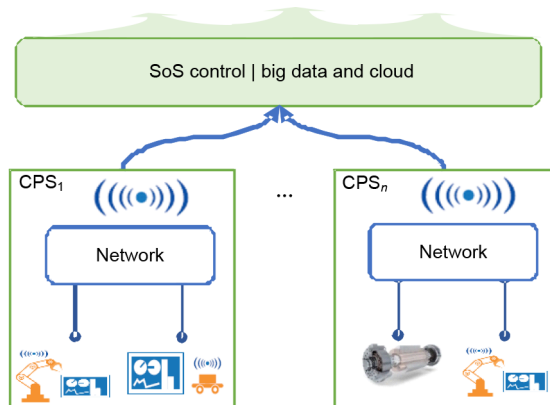 SoS control | big data and cloud
CPS₁
...
CPSₙ
Network
Network